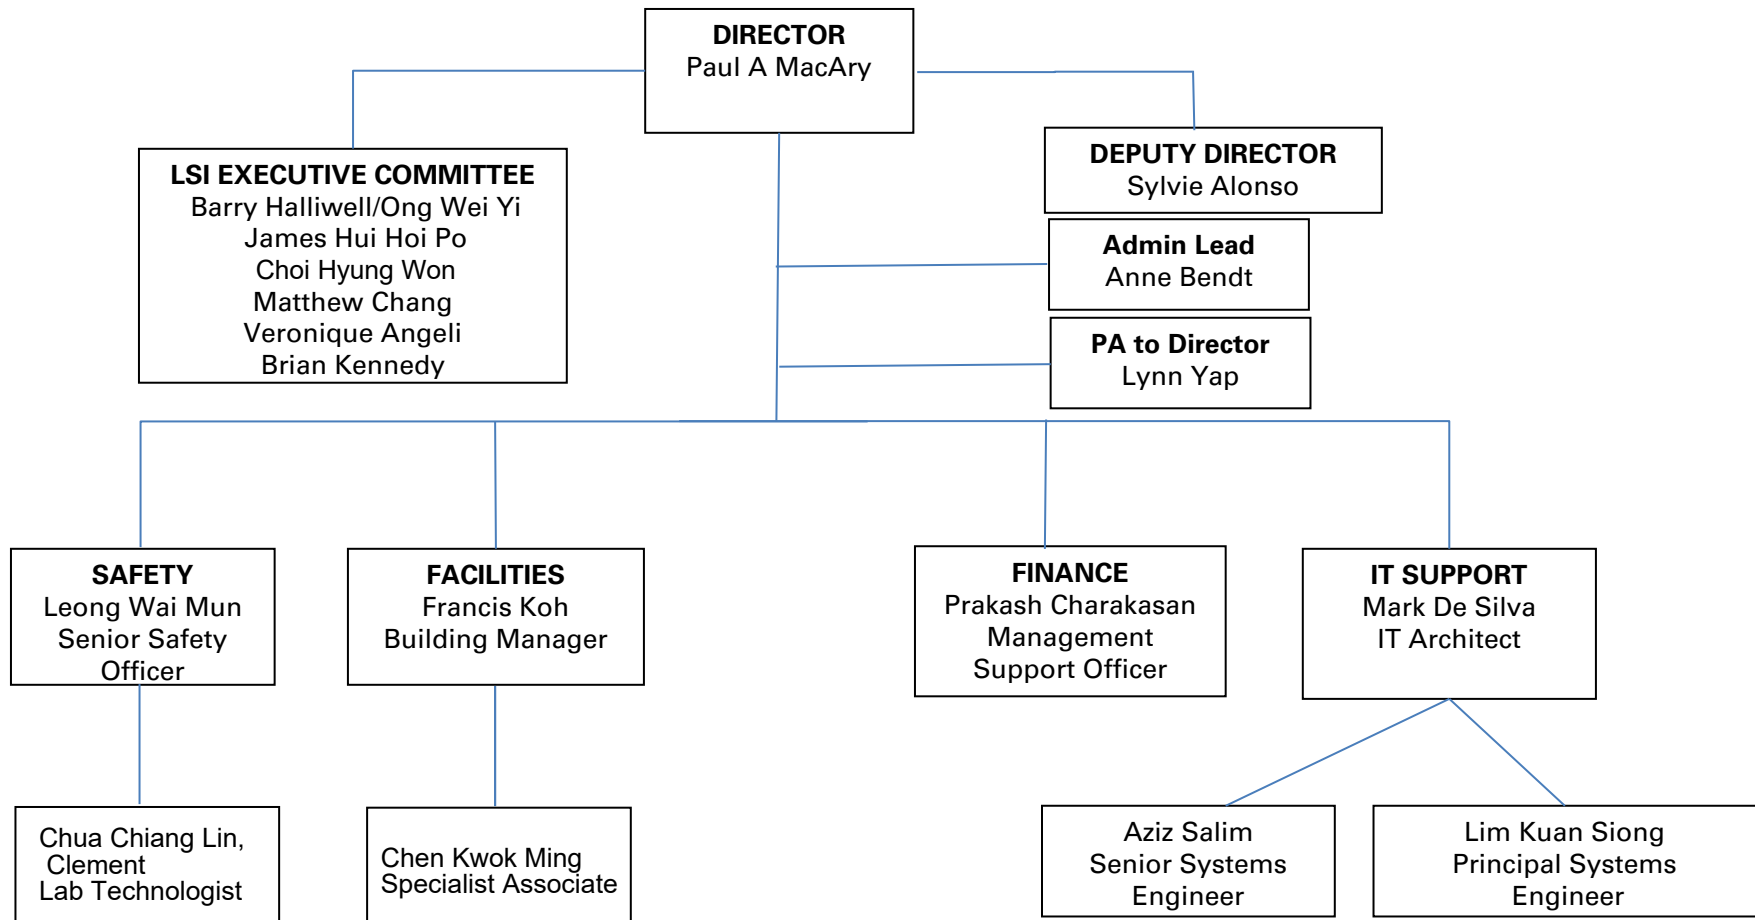 DIRECTOR
Paul A MacAry
LSI EXECUTIVE COMMITTEE
Barry Halliwell/Ong Wei Yi
James Hui Hoi Po
Choi Hyung Won
Matthew Chang
Veronique Angeli
Brian Kennedy
DEPUTY DIRECTOR
Sylvie Alonso
Admin Lead
Anne Bendt
PA to Director
Lynn Yap
SAFETY
Leong Wai Mun
Senior Safety
Officer
FACILITIES
Francis Koh
Building Manager
FINANCE
Prakash Charakasan
Management
Support Officer
IT SUPPORT
Mark De Silva
IT Architect
Chua Chiang Lin,
Clement
Lab Technologist
Chen Kwok Ming
Specialist Associate
Aziz Salim
Senior Systems
Engineer
Lim Kuan Siong
Principal Systems
Engineer